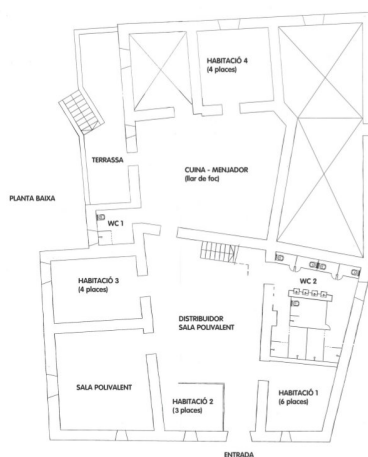 HABITACIÓ 4
(4 places)
TERRASSA
CUINA - MENJADOR
(llar de foc)
PLANTA BAIXA
WC 1
HABITACIÓ 3
(4 places)
WC 2
DISTRIBUIDOR
SALA POLIVALENT
SALA POLIVALENT
HABITACIÓ 2
(3 places)
HABITACIÓ 1
(6 places)
ENTRADA